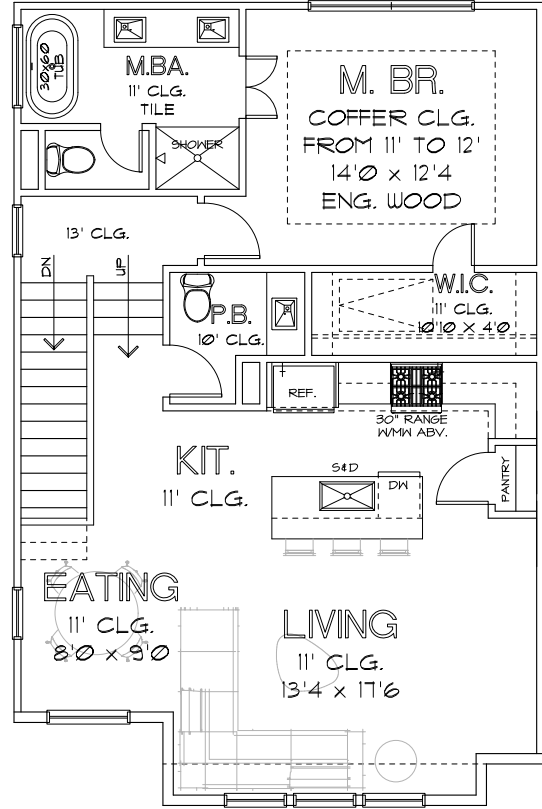 30x60
TUB
M.BA.
11' CLG.
TILE
SHOWER
M. BR.
COFFER CLG.
FROM 11' TO 12'
14'0 x 12'4
ENG. WOOD
13' CLG.
DN
UP
P.B.
10' CLG.
W.I.C.
11' CLG.
10'10 x 4'0
REF.
30" RANGE
W/MW ABV.
KIT.
11' CLG.
S&D
DW
PANTRY
EATING
11' CLG.
8'0 x 9'0
LIVING
11' CLG.
13'4 x 17'6